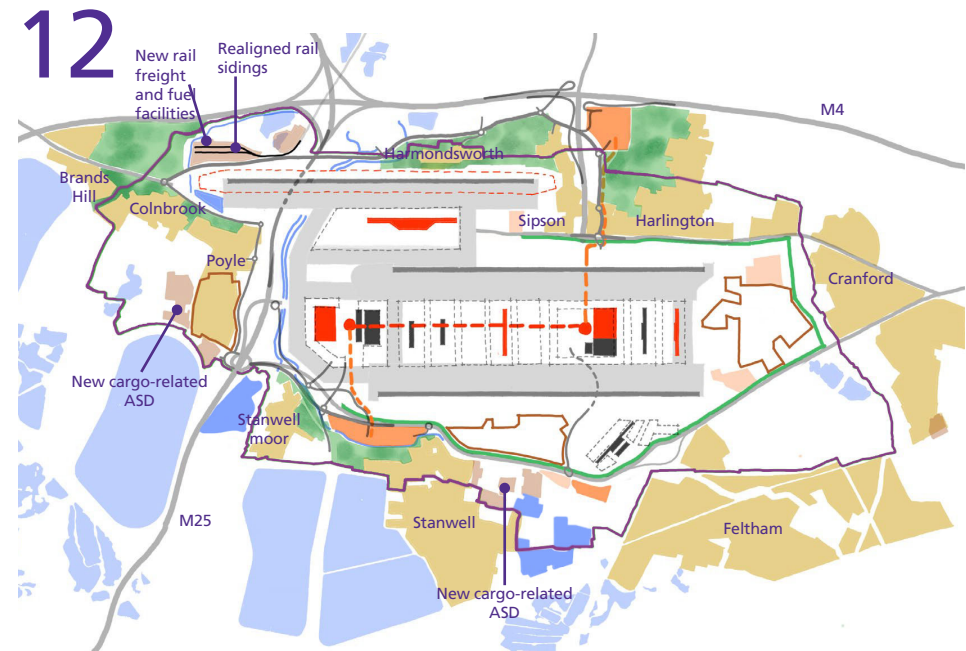 12
New rail
freight
and fuel
facilities
Realigned rail
sidings
M4
Harmondsworth
Brands
Hill
Colnbrook
Sipson
Harlington
Poyle
Cranford
New cargo-related
ASD
Stanwell
moor
M25
Stanwell
Feltham
New cargo-related
ASD